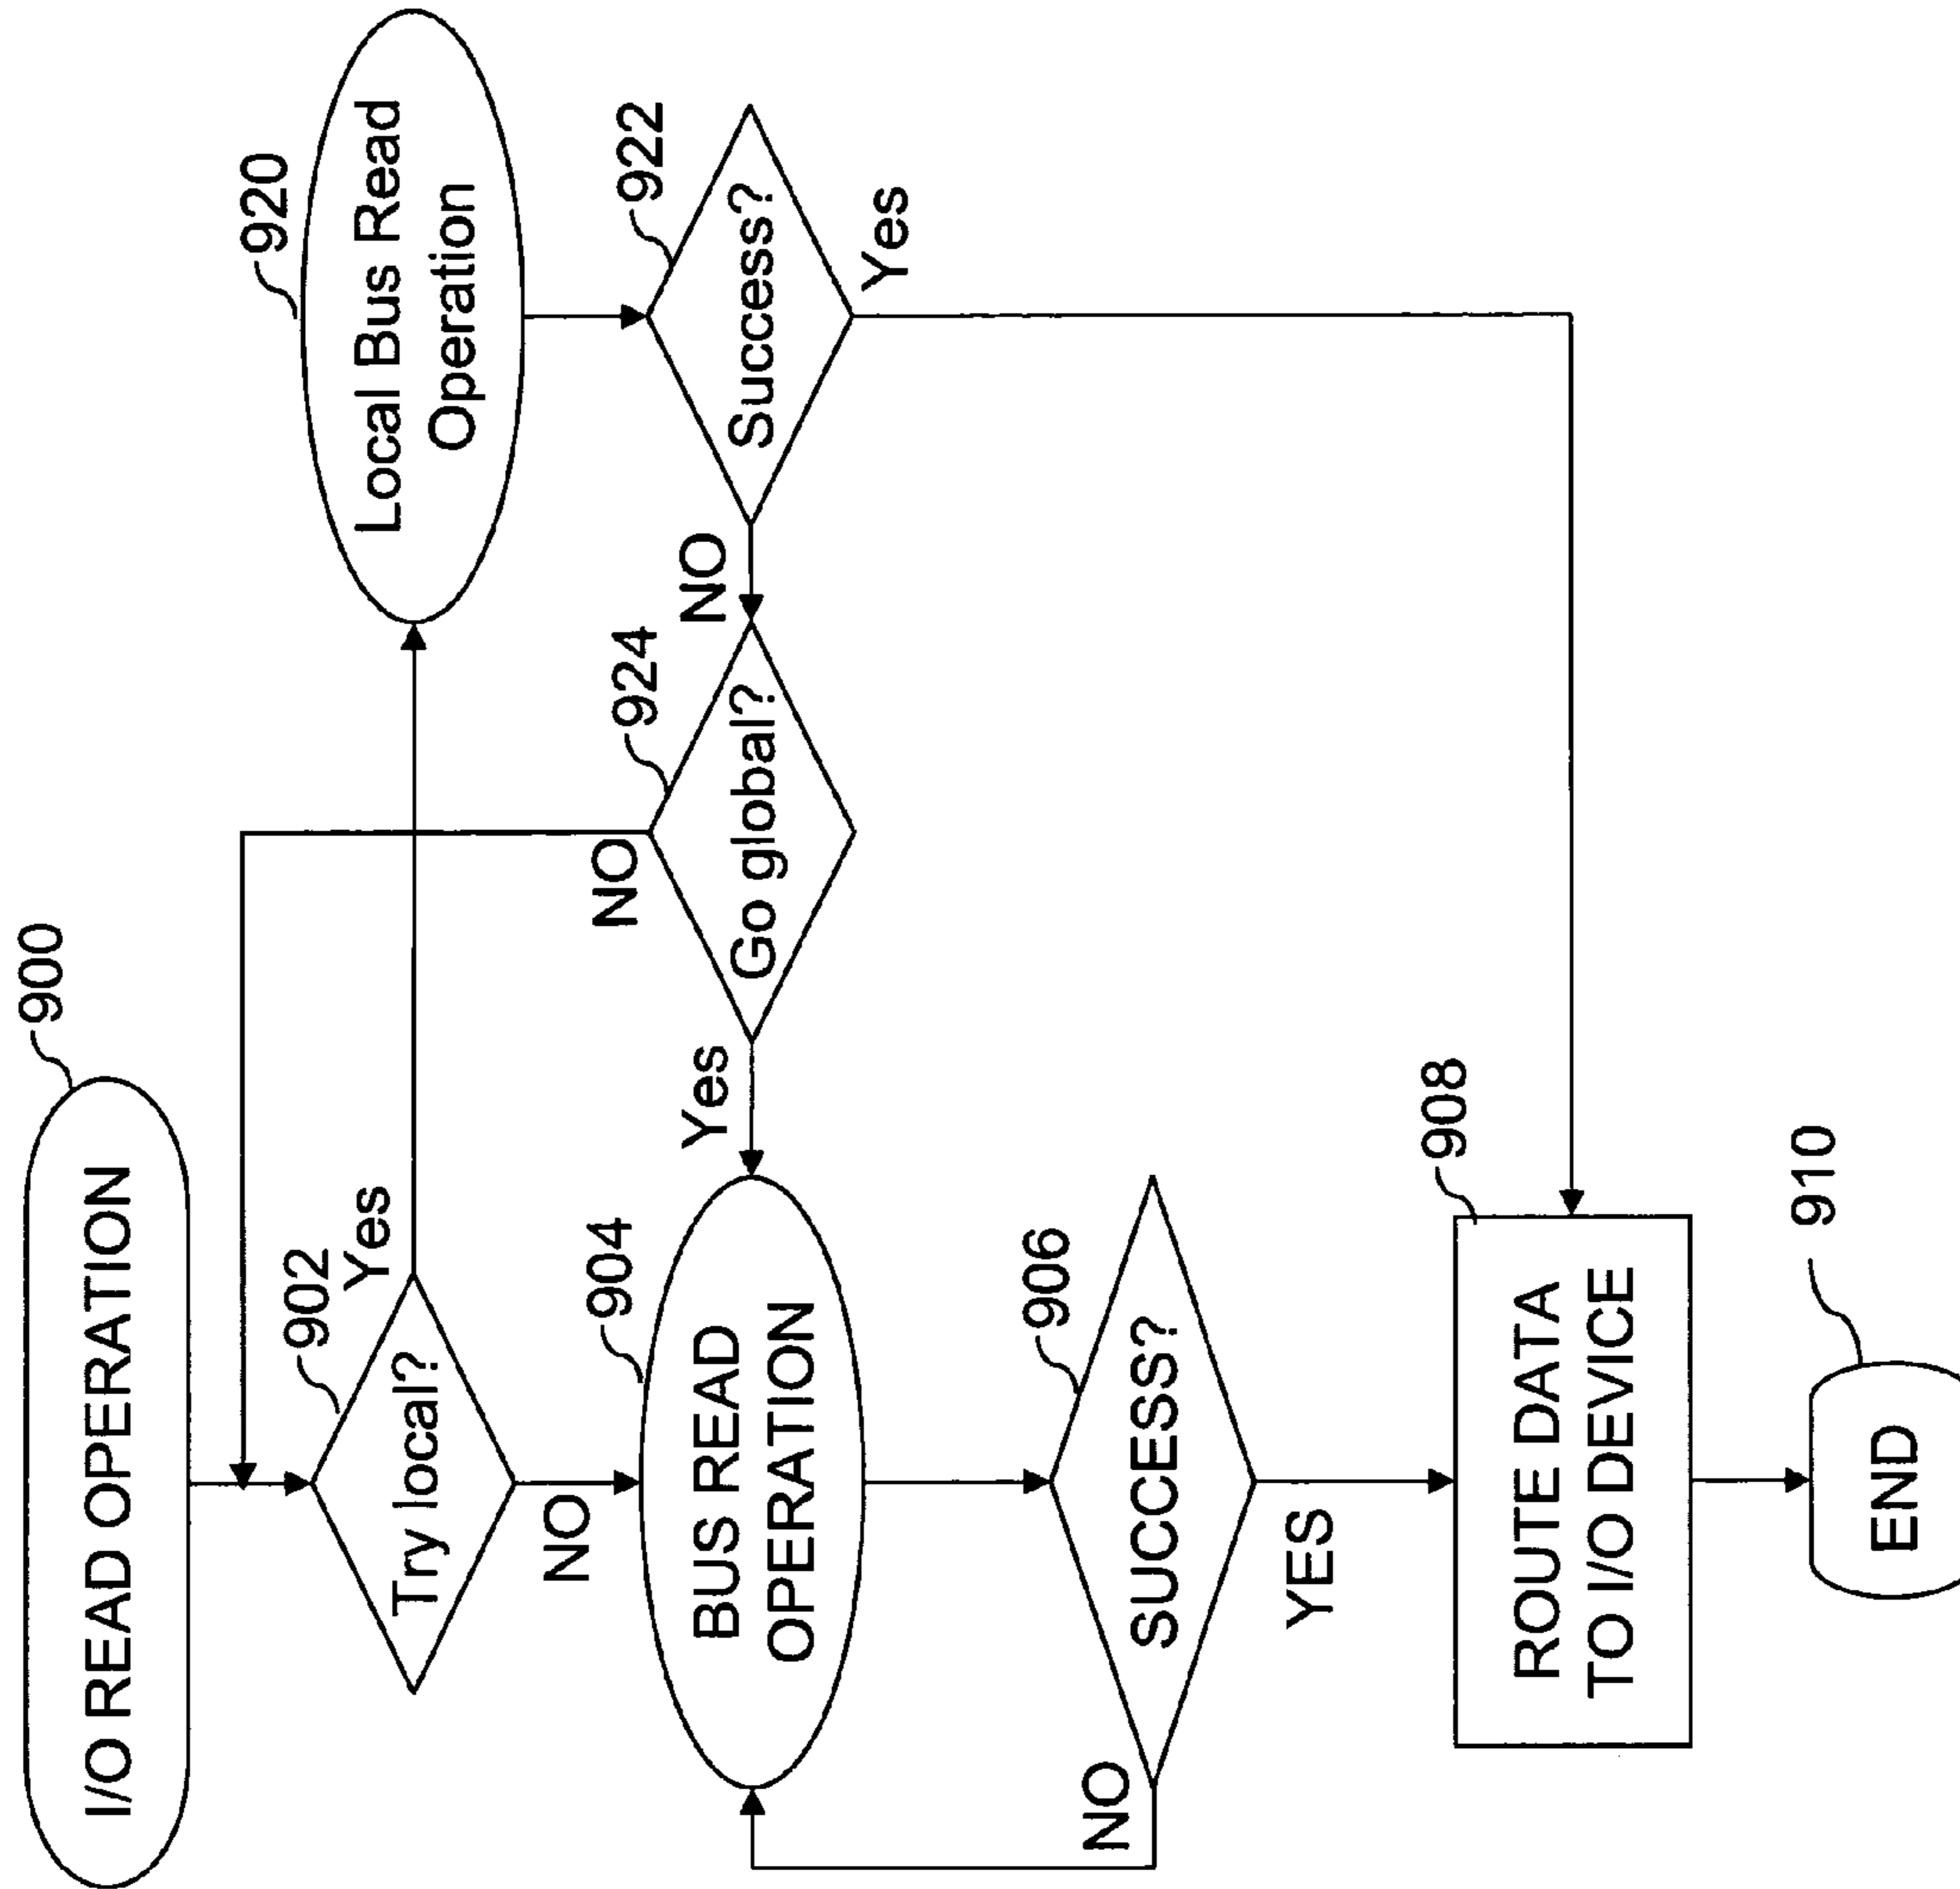 900
I/O READ OPERATION
902
Try local?
Yes
NO
920
Local Bus Read
Operation
922
Success?
Yes
NO
924
Go global?
NO
Yes
904
BUS READ
OPERATION
906
SUCCESS?
NO
YES
908
ROUTE DATA
TO I/O DEVICE
910
END